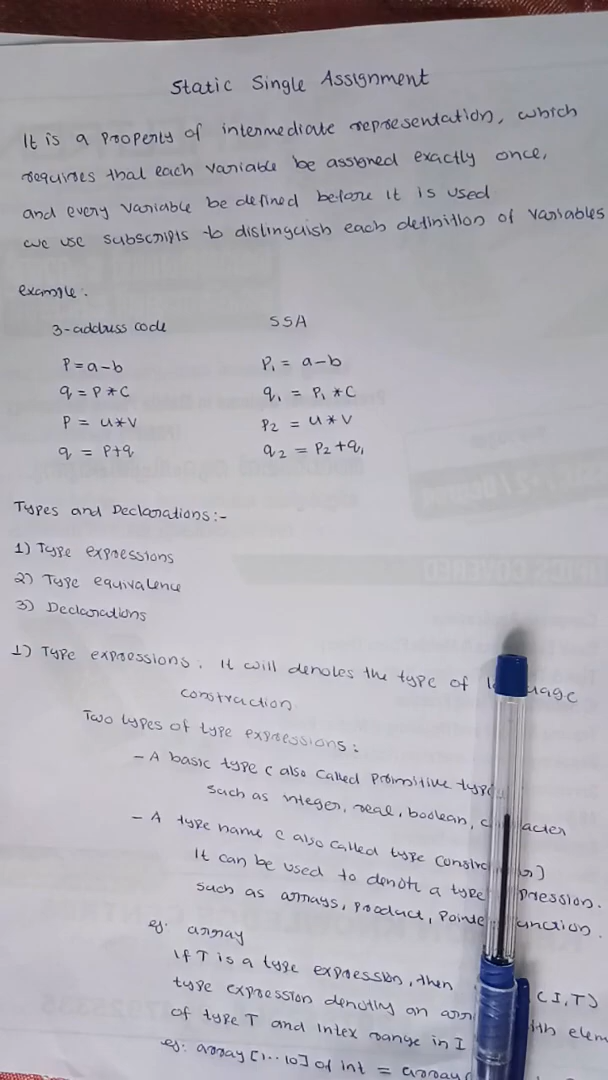 Static Single Assignment
It is a Property of intermediate representation, which
requires that each variable be assigned exactly once,
and every variable be defined before it is used
we use subscripts to distinguish each definition of variables
example:
3-address code SSA
P = a-b P₁ = a-b
q = P * C q₁ = P₁ * C
P = u*v P₂ = u*v
q = P+q q₂ = P₂+q₁
Types and Declarations:-
1) Type expressions
2) Type equivalence
3) Declarations
1) Type expressions. It will denotes the type of
construction
Two types of type expressions:
- A basic type ( also called primitive
such as integer, real, boolean,
- A type name ( also called type
It can be used to denote a type
such as arrays, product,
eg: array
If T is a type expression, then (I,T)
type expression denotly an
of type T and intex range in I
eg: array [1...10] of int =